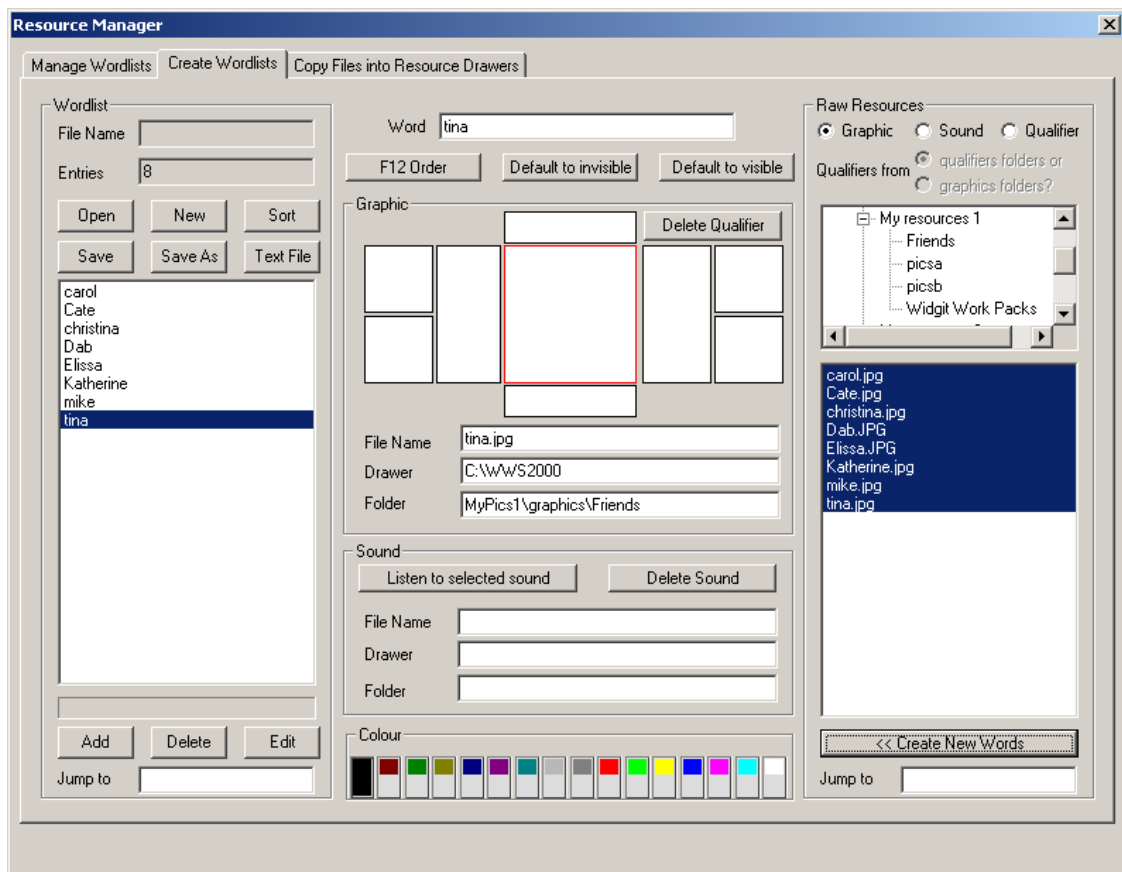 Resource Manager
Manage Wordlists
Create Wordlists
Copy Files into Resource Drawers
Wordlist
File Name
Entries
8
Open
New
Sort
Save
Save As
Text File
carol
Cate
christina
Dab
Elissa
Katherine
mike
tina
Add
Delete
Edit
Jump to
Word
tina
F12 Order
Default to invisible
Default to visible
Graphic
Delete Qualifier
File Name
tina.jpg
Drawer
C:\WWS2000
Folder
MyPics1\graphics\Friends
Sound
Listen to selected sound
Delete Sound
File Name
Drawer
Folder
Colour
Raw Resources
Graphic
Sound
Qualifier
Qualifiers from
qualifiers folders or
graphics folders?
My resources 1
Friends
picsa
picsb
Widgit Work Packs
carol.jpg
Cate.jpg
christina.jpg
Dab.JPG
Elissa.JPG
Katherine.jpg
mike.jpg
tina.jpg
<< Create New Words
Jump to